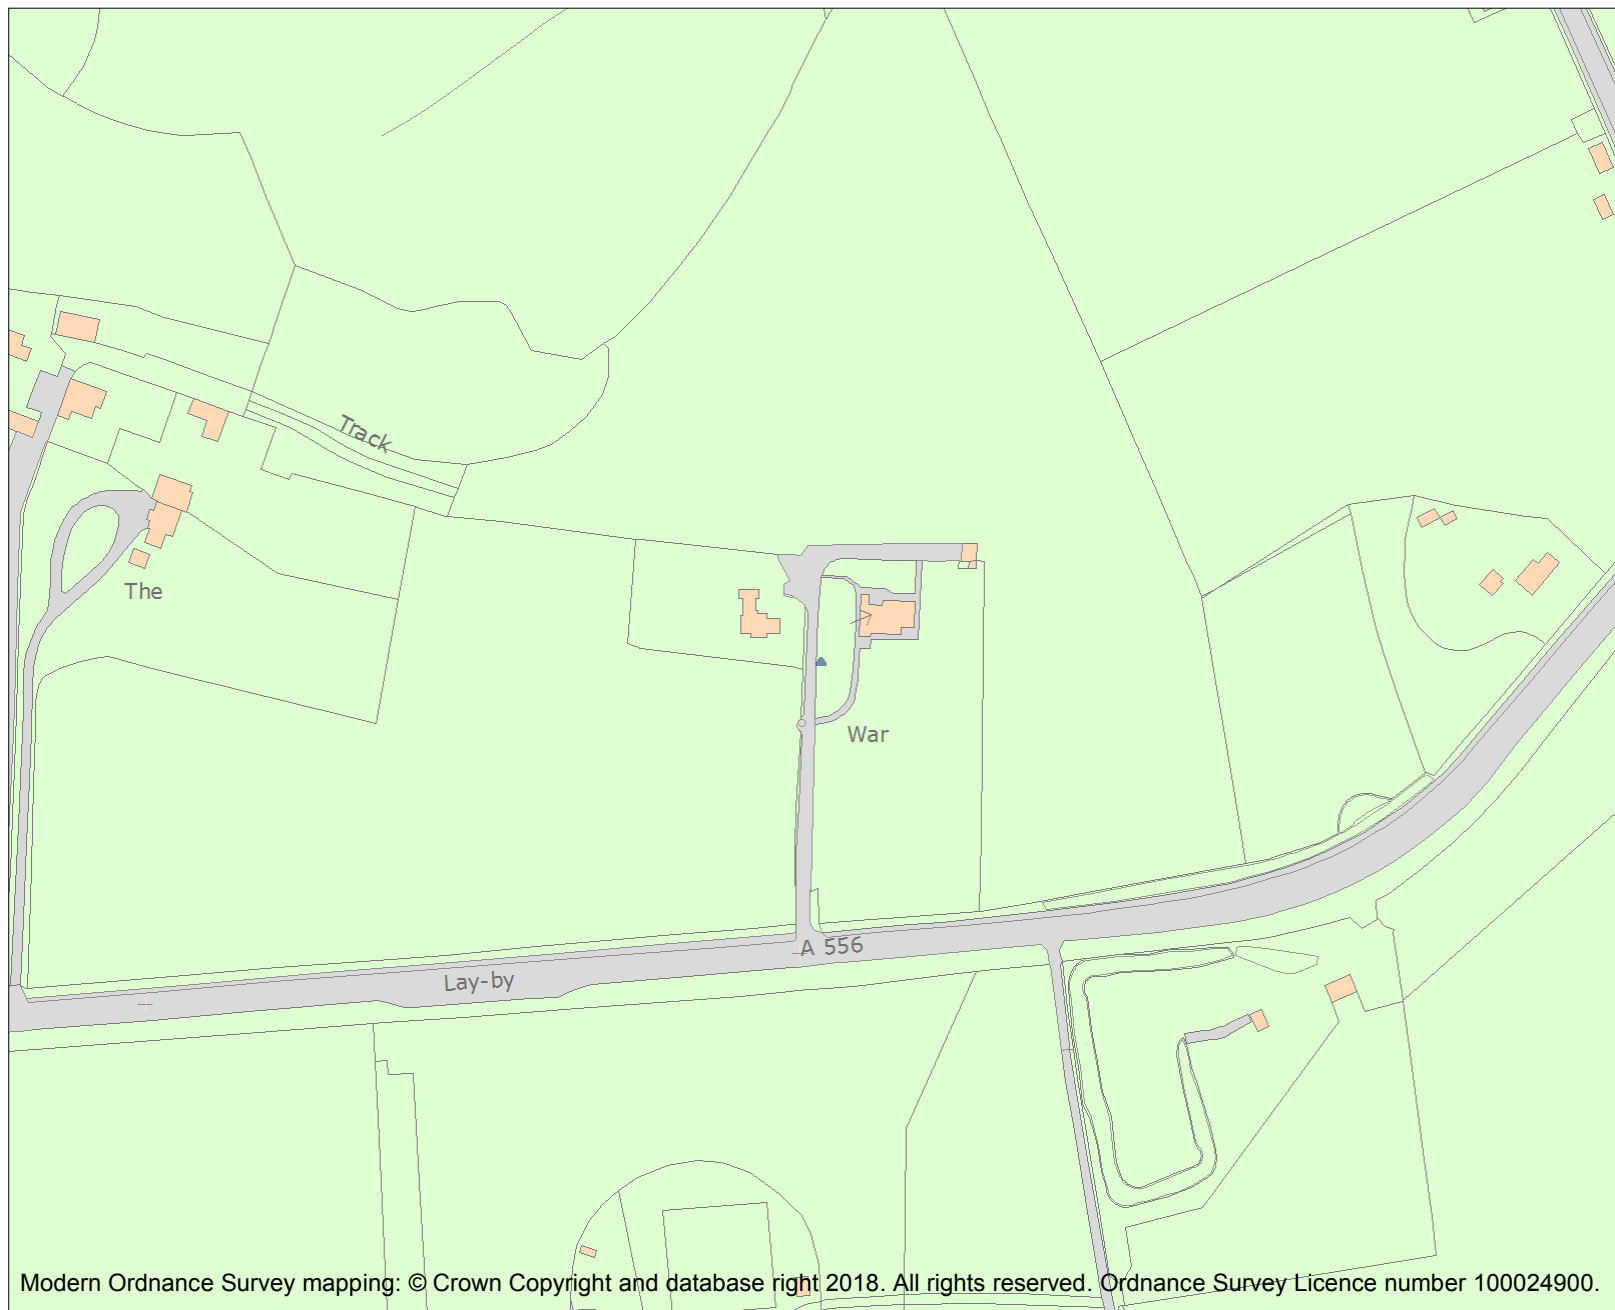 Track
The
War
A 556
Lay-by
Modern Ordnance Survey mapping: © Crown Copyright and database right 2018. All rights reserved. Ordnance Survey Licence number 100024900.